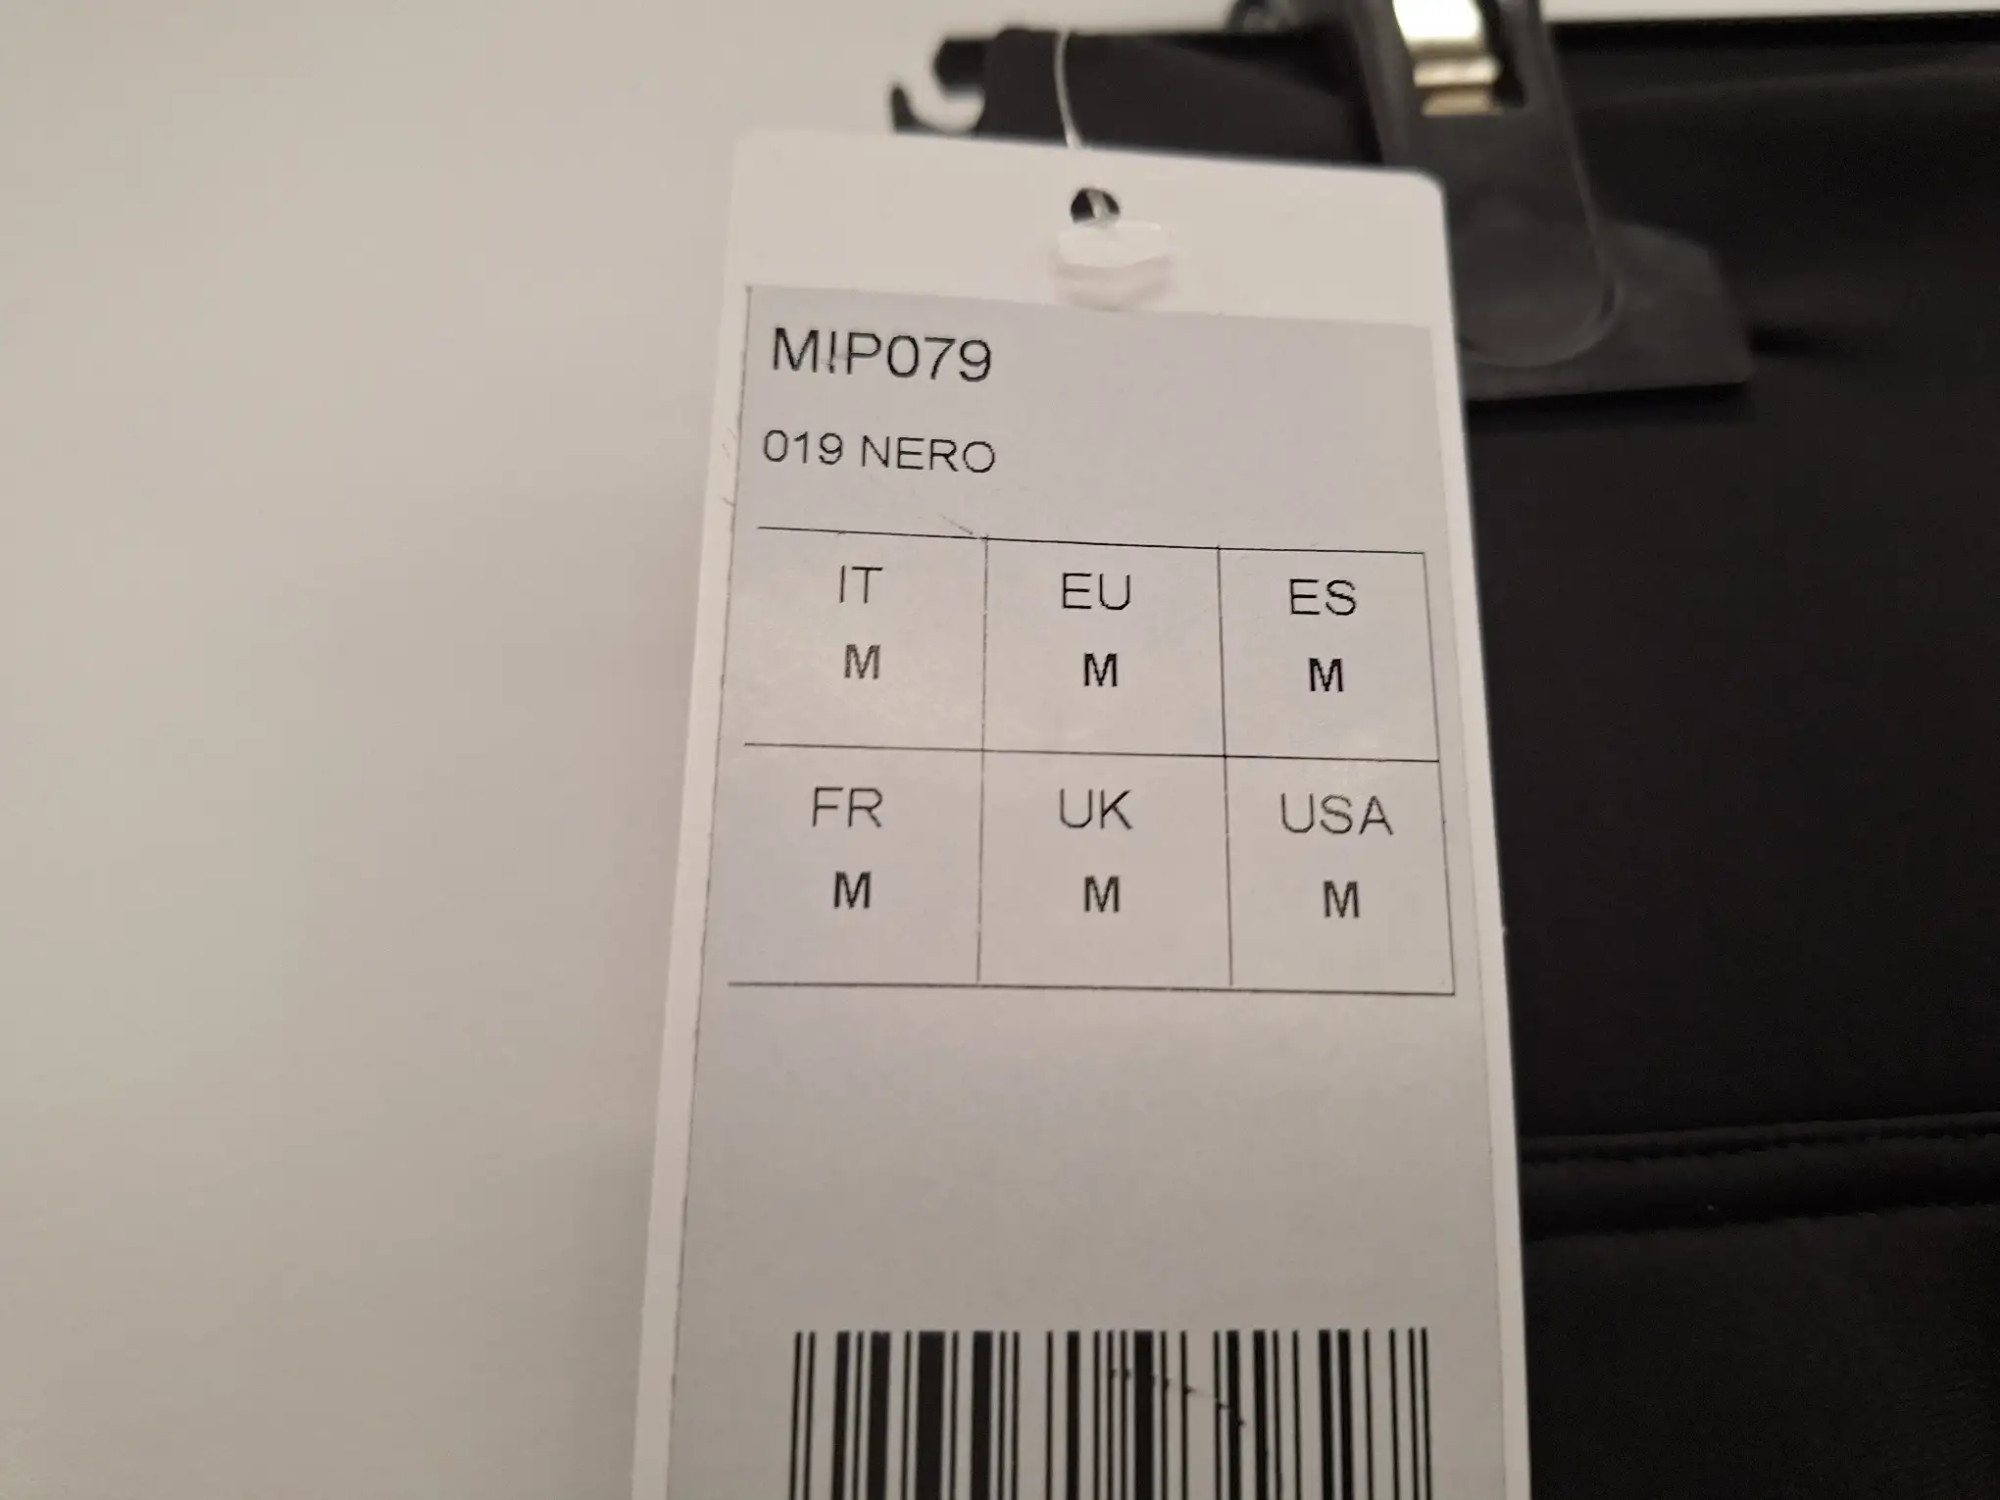 MIP079
019 NERO
IT EU ES
M M M
FR UK USA
M M M